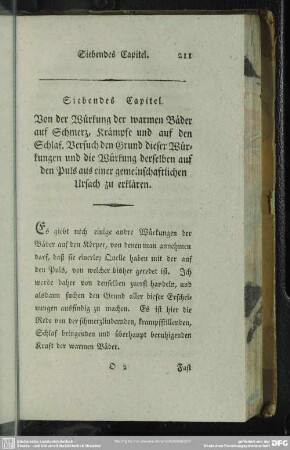 Siebendes Capitel. 211
Siebendes Capitel.
Von der Würkung der warmen Bäder
auf Schmerz, Krämpfe und auf den
Schlaf. Versuch den Grund dieser Wür-
kungen und die Würkung derselben auf
den Puls aus einer gemeinschaftlichen
Ursach zu erklären.
Es giebt noch einige andre Würkungen der
Bäder auf den Körper, von denen man annehmen
darf, daß sie einerley Quelle haben mit der auf
den Puls, von welcher bisher geredet ist. Ich
werde daher von denselben zuerst handeln, und
alsdann suchen den Grund aller dieser Erschei-
nungen ausfindig zu machen. Es ist hier die
Rede von der schmerzlindernden, krampfstillenden,
Schlaf bringenden und überhaupt beruhigenden
Kraft der warmen Bäder.
O 2 Fast